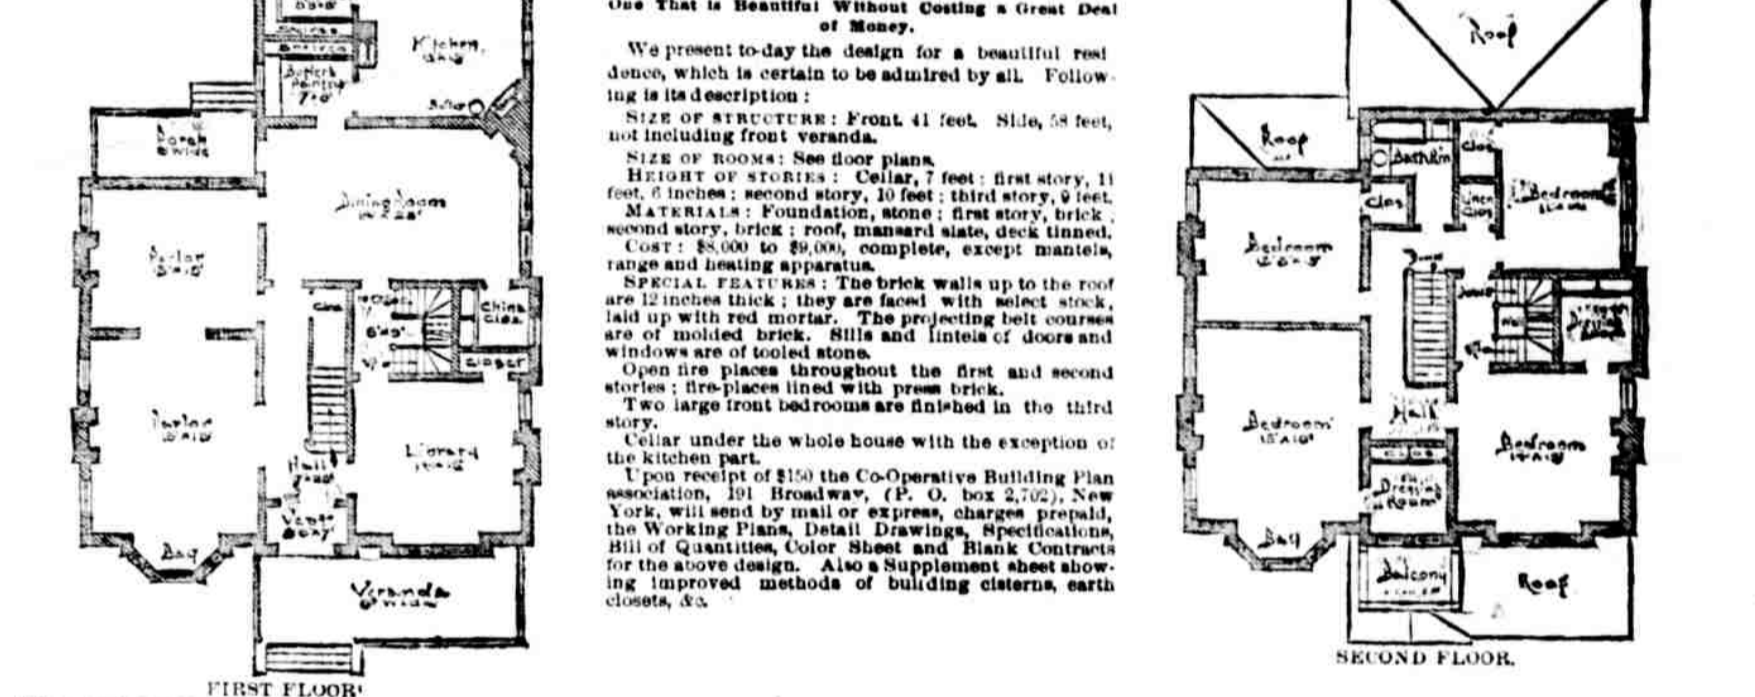 Kitchen.
Butler's
Pantry
Porch
Dining Room
Parlor
Clos
China
Clos
Closet
Parlor
Library
Hall
Bay
Veranda
FIRST FLOOR
One That is Beautiful Without Costing a Great Deal
of Money.
We present to-day the design for a beautiful resi
dence, which is certain to be admired by all. Follow-
ing is its description:
SIZE OF STRUCTURE: Front. 41 feet. Side, 58 feet,
not including front veranda.
SIZE OF ROOMS: See floor plans.
HEIGHT OF STORIES: Cellar, 7 feet; first story, 11
feet, 6 inches; second story, 10 feet; third story, 9 feet.
MATERIALS: Foundation, stone; first story, brick;
second story, brick; roof, mansard slate, deck tinned.
COST: $8,000 to $9,000, complete, except mantels,
range and heating apparatus.
SPECIAL FEATURES: The brick walls up to the roof
are 12 inches thick; they are faced with select stock,
laid up with red mortar. The projecting belt courses
are of molded brick. Sills and lintels of doors and
windows are of tooled stone.
Open fire places throughout the first and second
stories; fire-places lined with press brick.
Two large front bedrooms are finished in the third
story.
Cellar under the whole house with the exception of
the kitchen part.
Upon receipt of $150 the Co-Operative Building Plan
association, 191 Broadway, (P. O. box 2,702), New
York, will send by mail or express, charges prepaid,
the Working Plans, Detail Drawings, Specifications,
Bill of Quantities, Color Sheet and Blank Contracts
for the above design. Also a Supplement sheet show-
ing improved methods of building cisterns, earth
closets, &c.
Roof
Roof
Bath Rm
Clos
Linen
Clos
Bedroom
Clos
Bedroom
Bedroom
Hall
Clos
Dressing
Room
Bedroom
Bay
Balcony
Roof
SECOND FLOOR.